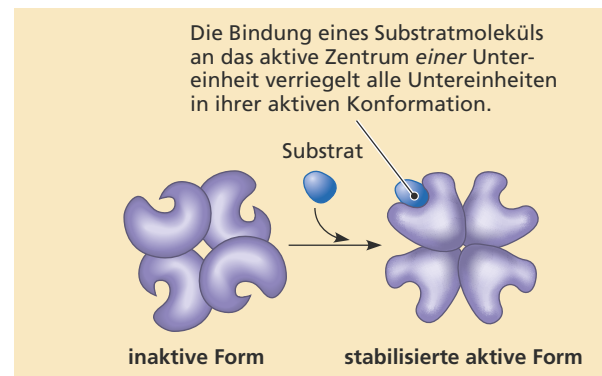 Die Bindung eines Substratmoleküls
an das aktive Zentrum einer Unter-
einheit verriegelt alle Untereinheiten
in ihrer aktiven Konformation.
Substrat
inaktive Form
stabilisierte aktive Form